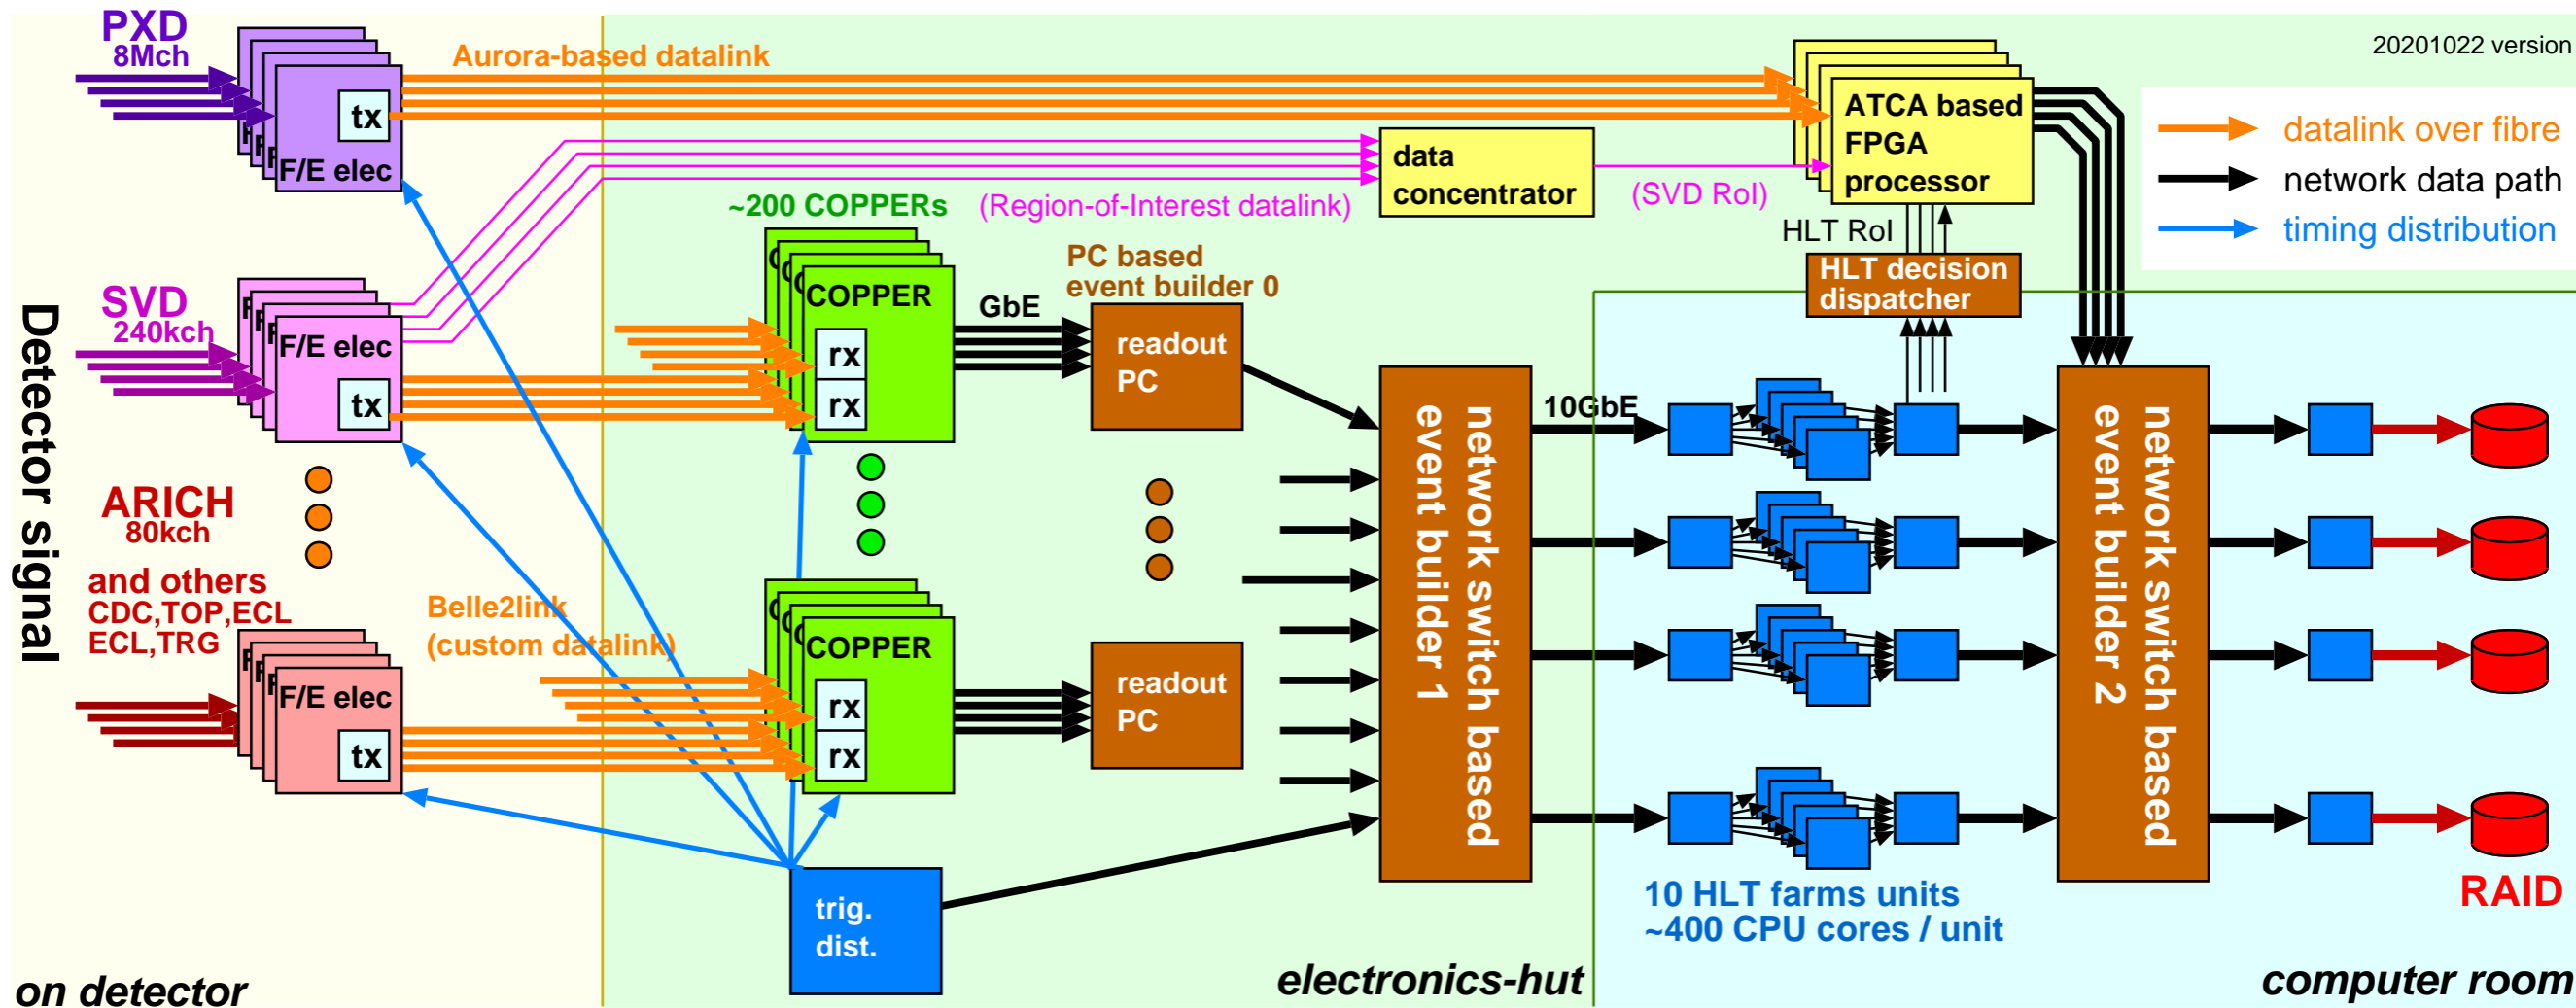 PXD
8Mch
tx
F/E elec
Aurora-based datalink
20201022 version
ATCA based
FPGA
processor
data
concentrator
(SVD RoI)
(Region-of-Interest datalink)
datalink over fibre
network data path
timing distribution
HLT RoI
HLT decision
dispatcher
~200 COPPERs
PC based
event builder 0
Detector signal
SVD
240kch
F/E elec
tx
COPPER
rx
rx
GbE
readout
PC
network switch based
event builder 1
10GbE
network switch based
event builder 2
ARICH
80kch
and others
CDC,TOP,ECL
ECL,TRG
F/E elec
tx
Belle2link
(custom datalink)
COPPER
rx
rx
readout
PC
trig.
dist.
10 HLT farms units
~400 CPU cores / unit
RAID
on detector
electronics-hut
computer room